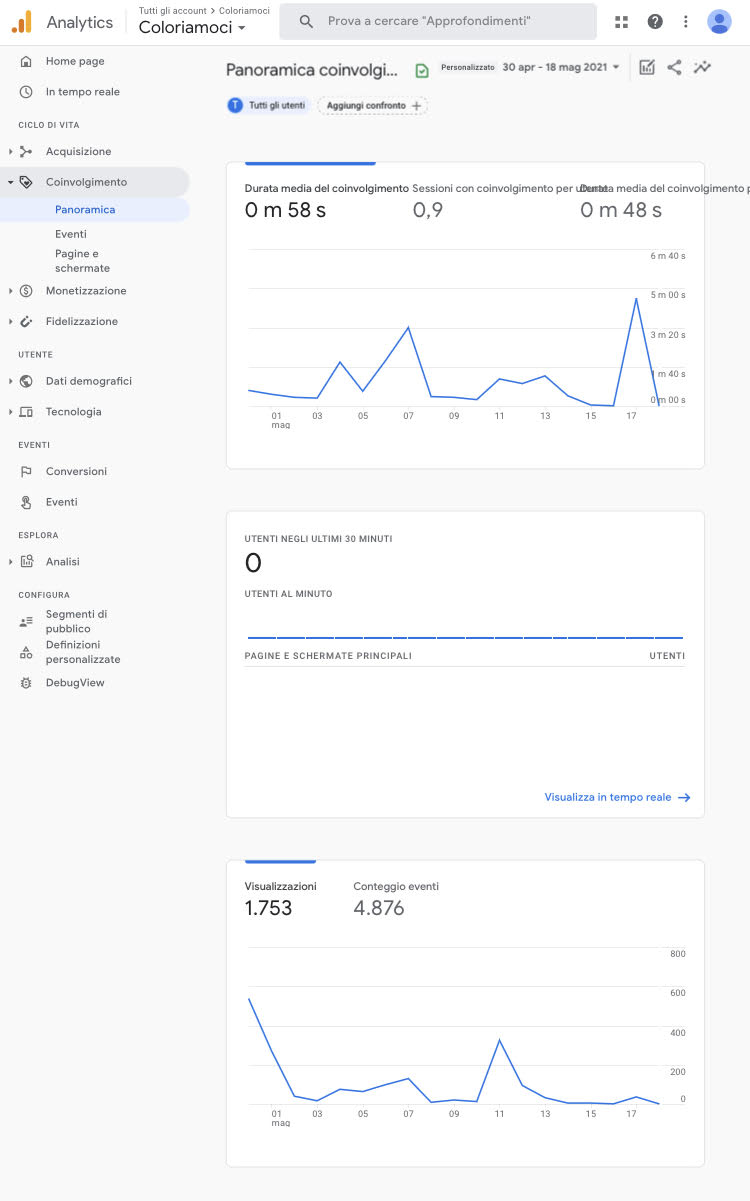 Analytics
Tutti gli account > Coloriamoci
Coloriamoci
Prova a cercare "Approfondimenti"
Home page
In tempo reale
CICLO DI VITA
Acquisizione
Coinvolgimento
Panoramica
Eventi
Pagine e
schermate
Monetizzazione
Fidelizzazione
UTENTE
Dati demografici
Tecnologia
EVENTI
Conversioni
Eventi
ESPLORA
Analisi
CONFIGURA
Segmenti di
pubblico
Definizioni
personalizzate
DebugView
Panoramica coinvolgi...
Personalizzato 30 apr - 18 mag 2021
T Tutti gli utenti Aggiungi confronto +
Durata media del coinvolgimento
0 m 58 s
Sessioni con coinvolgimento per utente
0,9
Durata media del coinvolgimento p
0 m 48 s
6 m 40 s
5 m 00 s
3 m 20 s
1 m 40 s
0 m 00 s
01 03 05 07 09 11 13 15 17
mag
UTENTI NEGLI ULTIMI 30 MINUTI
0
UTENTI AL MINUTO
PAGINE E SCHERMATE PRINCIPALI UTENTI
Visualizza in tempo reale
Visualizzazioni
1.753
Conteggio eventi
4.876
800
600
400
200
0
01 03 05 07 09 11 13 15 17
mag